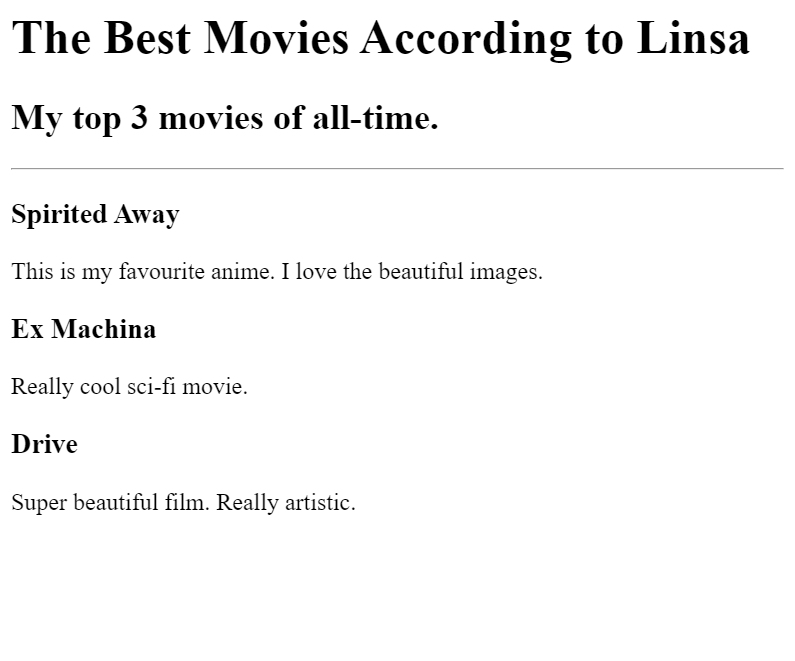 The Best Movies According to Linsa
My top 3 movies of all-time.
Spirited Away
This is my favourite anime. I love the beautiful images.
Ex Machina
Really cool sci-fi movie.
Drive
Super beautiful film. Really artistic.